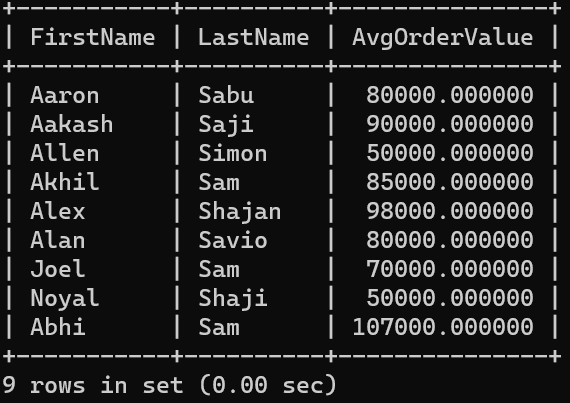 +-----------+----------+---------------+
| FirstName | LastName | AvgOrderValue |
+-----------+----------+---------------+
| Aaron     | Sabu     |  80000.000000 |
| Aakash    | Saji     |  90000.000000 |
| Allen     | Simon    |  50000.000000 |
| Akhil     | Sam      |  85000.000000 |
| Alex      | Shajan   |  98000.000000 |
| Alan      | Savio    |  80000.000000 |
| Joel      | Sam      |  70000.000000 |
| Noyal     | Shaji    |  50000.000000 |
| Abhi      | Sam      | 107000.000000 |
+-----------+----------+---------------+
9 rows in set (0.00 sec)